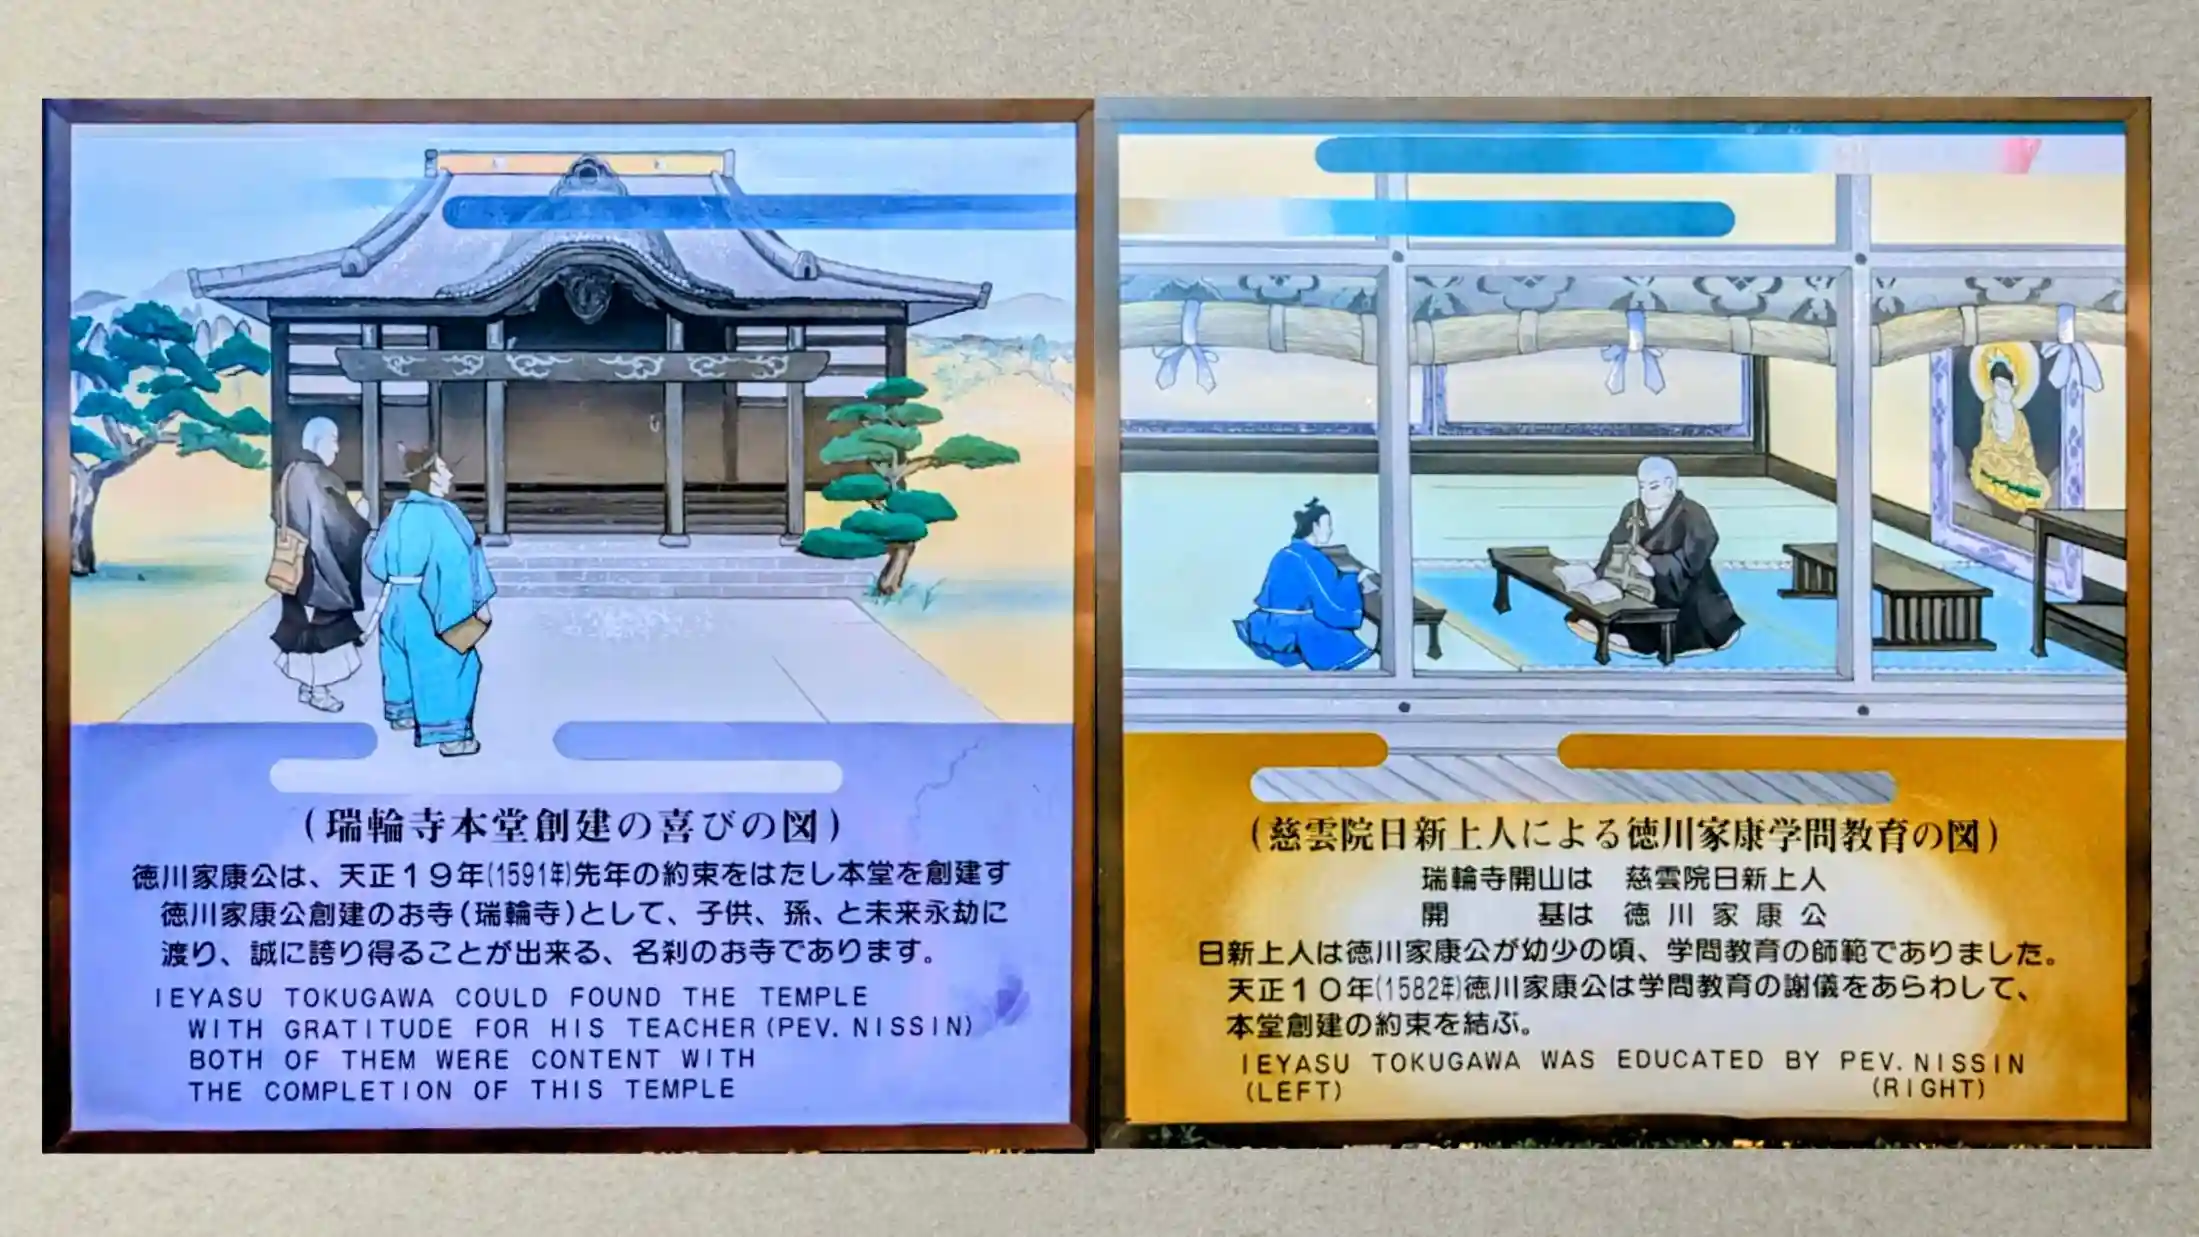 (瑞輪寺本堂創建の喜びの図)
徳川家康公は、天正19年(1591年)先年の約束をはたし本堂を創建す
徳川家康公創建のお寺(瑞輪寺)として、子供、孫、と未来永劫に
渡り、誠に誇り得ることが出来る、名刹のお寺であります。
IEYASU TOKUGAWA COULD FOUND THE TEMPLE
WITH GRATITUDE FOR HIS TEACHER(PEV. NISSIN)
BOTH OF THEM WERE CONTENT WITH
THE COMPLETION OF THIS TEMPLE
(慈雲院日新上人による徳川家康学問教育の図)
瑞輪寺開山は 慈雲院日新上人
開 基は 徳川家康公
日新上人は徳川家康公が幼少の頃、学問教育の師範でありました。
天正10年(1582年)徳川家康公は学問教育の謝儀をあらわして、
本堂創建の約束を結ぶ。
IEYASU TOKUGAWA WAS EDUCATED BY PEV. NISSIN
(LEFT) (RIGHT)